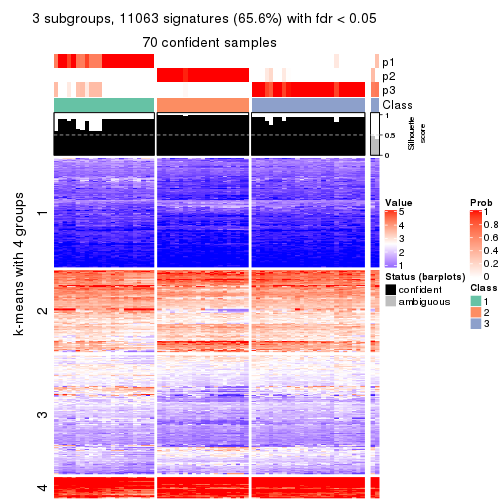 3 subgroups, 11063 signatures (65.6%) with fdr < 0.05
70 confident samples
p1
p2
p3
Class
1
0.5
0
Silhouette
score
k-means with 4 groups
1
2
3
4
Value
5
4
3
2
1
Status (barplots)
confident
ambiguous
Prob
1
0.8
0.6
0.4
0.2
0
Class
1
2
3